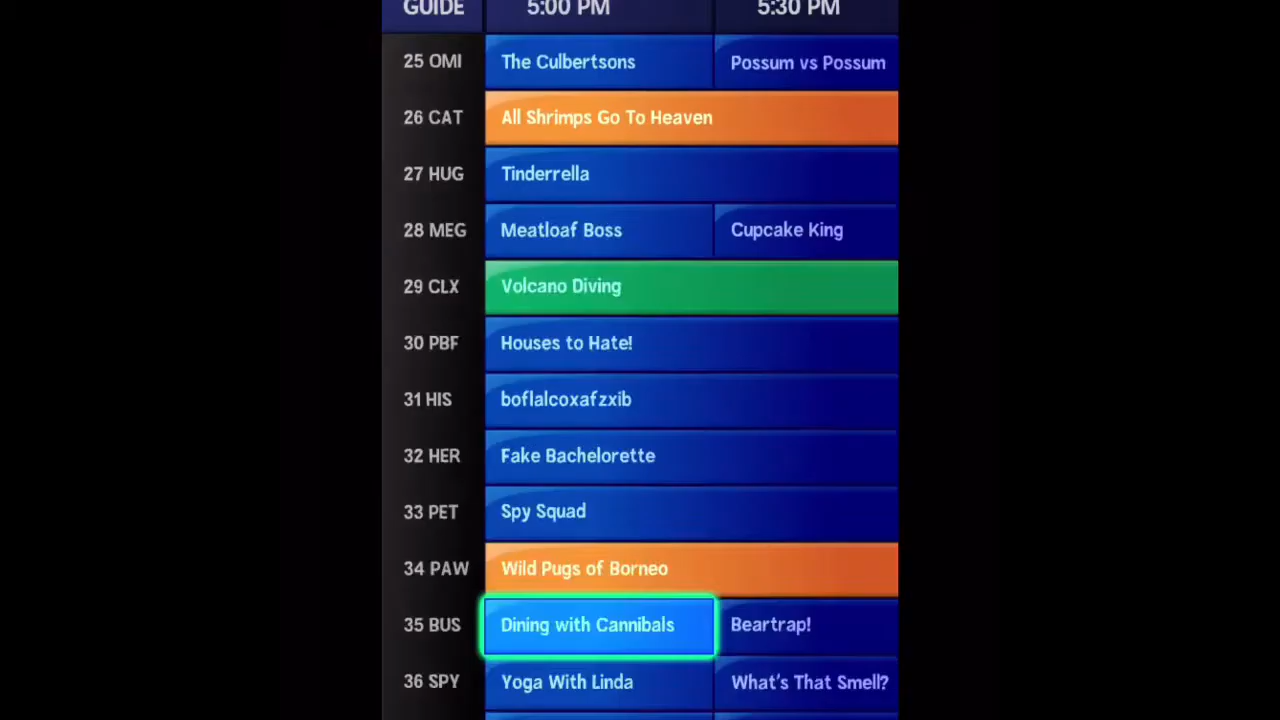 GUIDE 5:00 PM 5:30 PM
25 OMI The Culbertsons Possum vs Possum
26 CAT All Shrimps Go To Heaven
27 HUG Tinderrella
28 MEG Meatloaf Boss Cupcake King
29 CLX Volcano Diving
30 PBF Houses to Hate!
31 HIS boflalcoxafzxib
32 HER Fake Bachelorette
33 PET Spy Squad
34 PAW Wild Pugs of Borneo
35 BUS Dining with Cannibals Beartrap!
36 SPY Yoga With Linda What's That Smell?